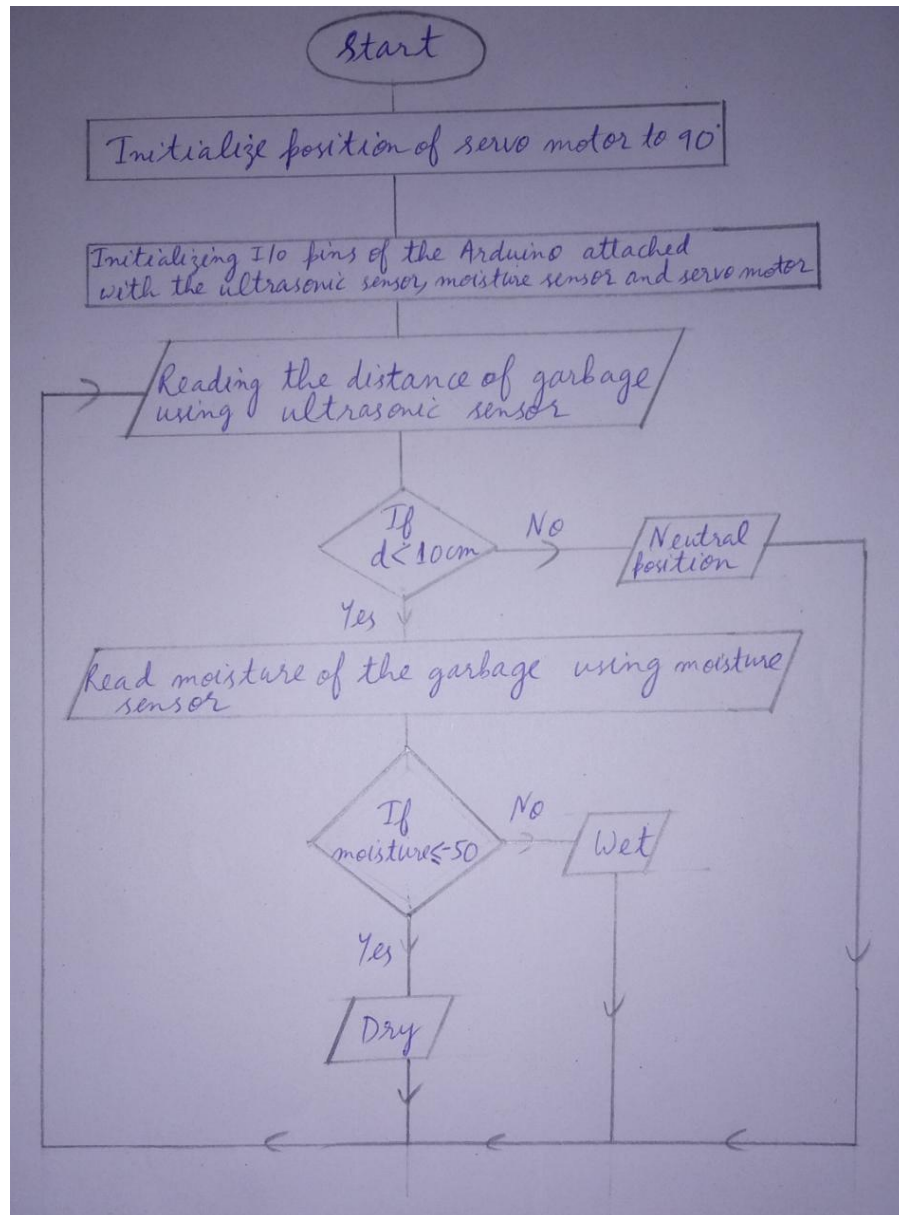 Start
Initialize position of servo motor to 90°
Initializing I/o pins of the Arduino attached
with the ultrasonic sensor, moisture sensor and servo motor
Reading the distance of garbage
using ultrasonic sensor
If
d<10cm
No
Neutral
position
Yes
Read moisture of the garbage using moisture
sensor
If
moisture≤-50
No
Wet
Yes
Dry